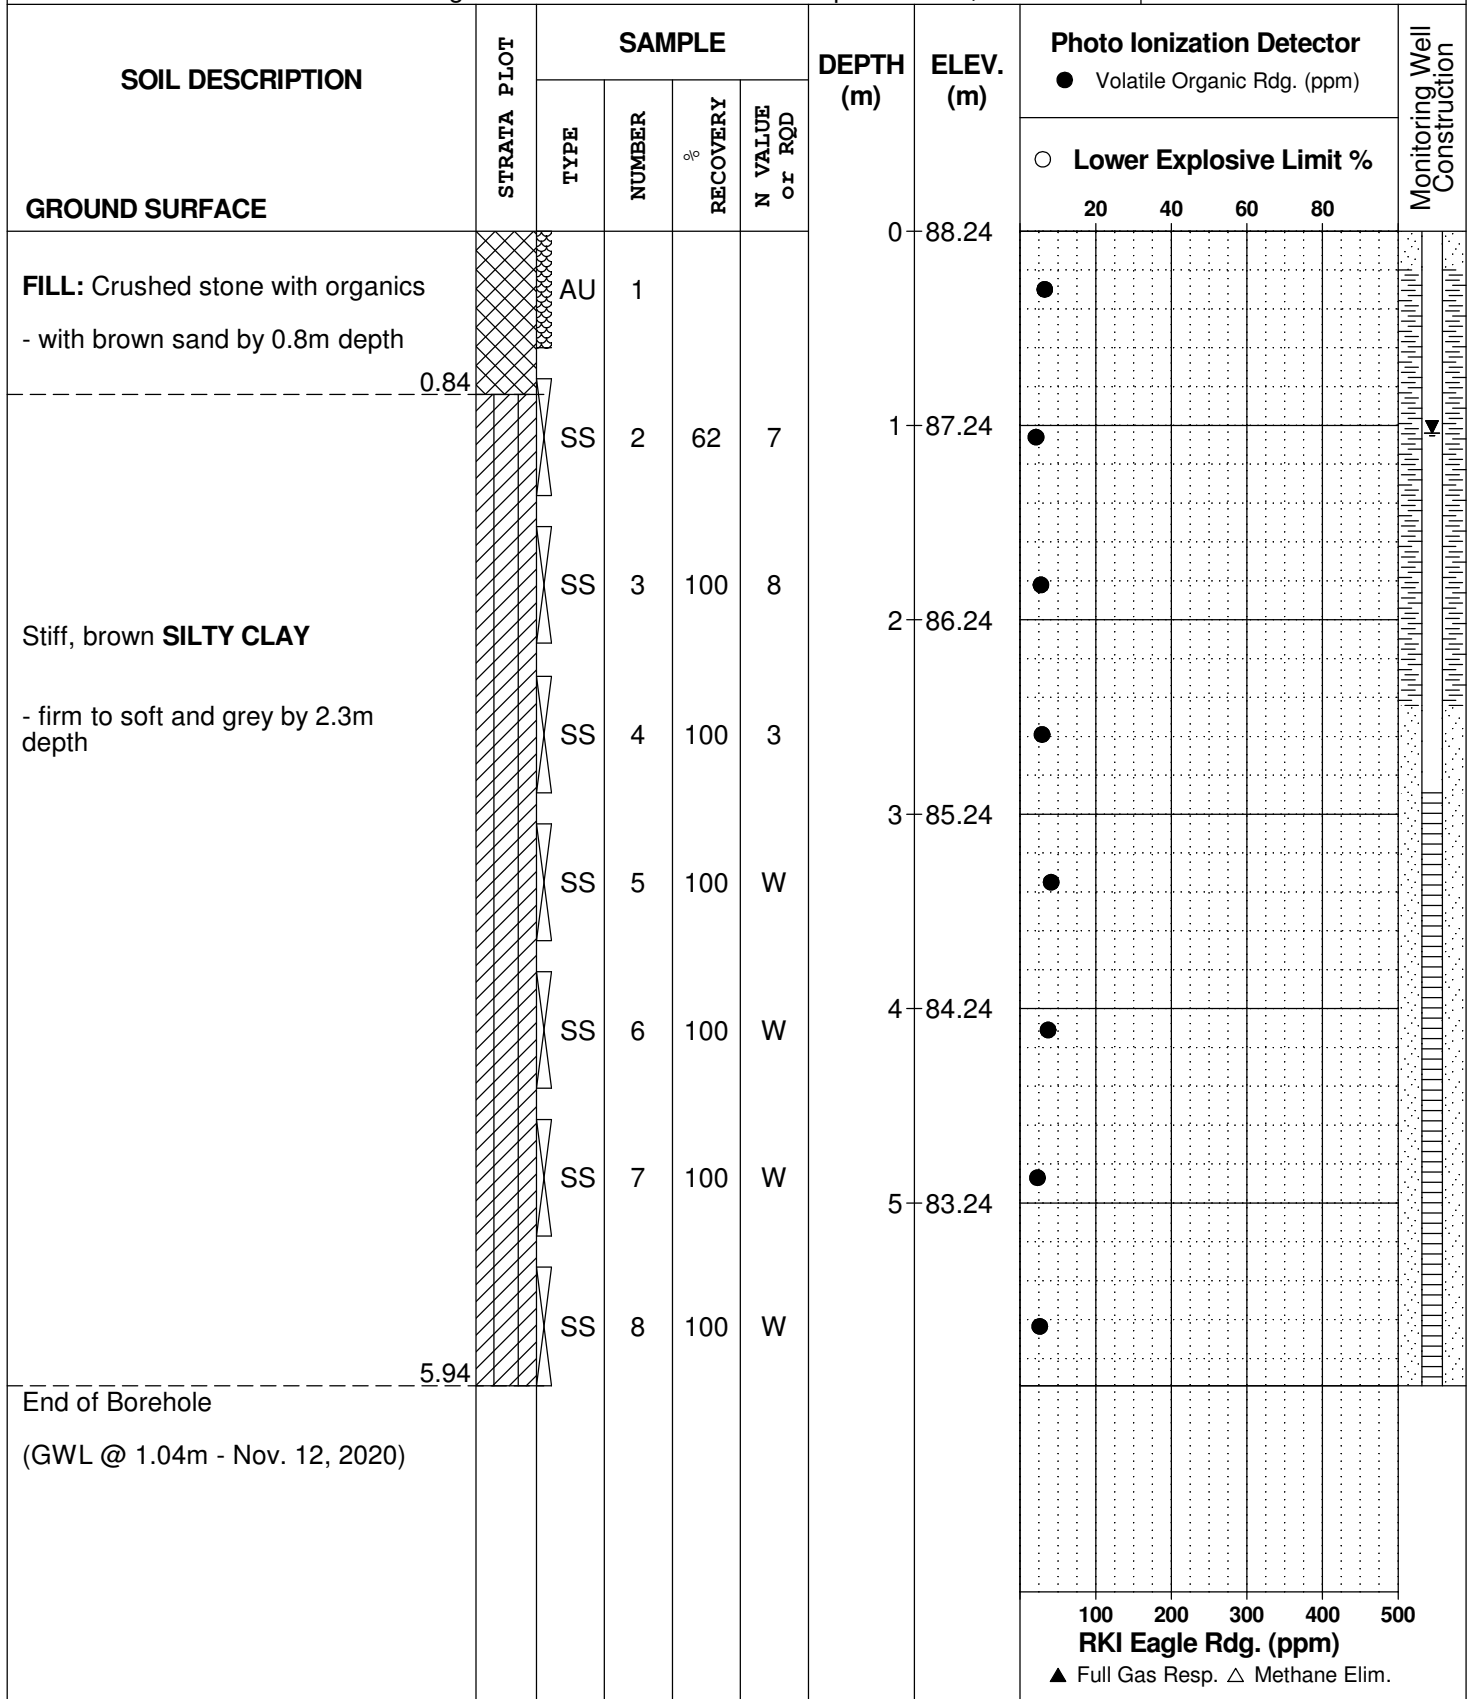 SOIL DESCRIPTION
GROUND SURFACE
STRATA PLOT
SAMPLE
TYPE
NUMBER
%
RECOVERY
N VALUE
or RQD
DEPTH
(m)
ELEV.
(m)
Photo Ionization Detector
● Volatile Organic Rdg. (ppm)
○ Lower Explosive Limit %
20 40 60 80
Monitoring Well
Construction
0 88.24
FILL: Crushed stone with organics
AU 1
- with brown sand by 0.8m depth
0.84
SS 2 62 7
1 87.24
SS 3 100 8
2 86.24
Stiff, brown SILTY CLAY
- firm to soft and grey by 2.3m
depth
SS 4 100 3
3 85.24
SS 5 100 W
4 84.24
SS 6 100 W
SS 7 100 W
5 83.24
SS 8 100 W
5.94
End of Borehole
(GWL @ 1.04m - Nov. 12, 2020)
100 200 300 400 500
RKI Eagle Rdg. (ppm)
▲ Full Gas Resp. △ Methane Elim.